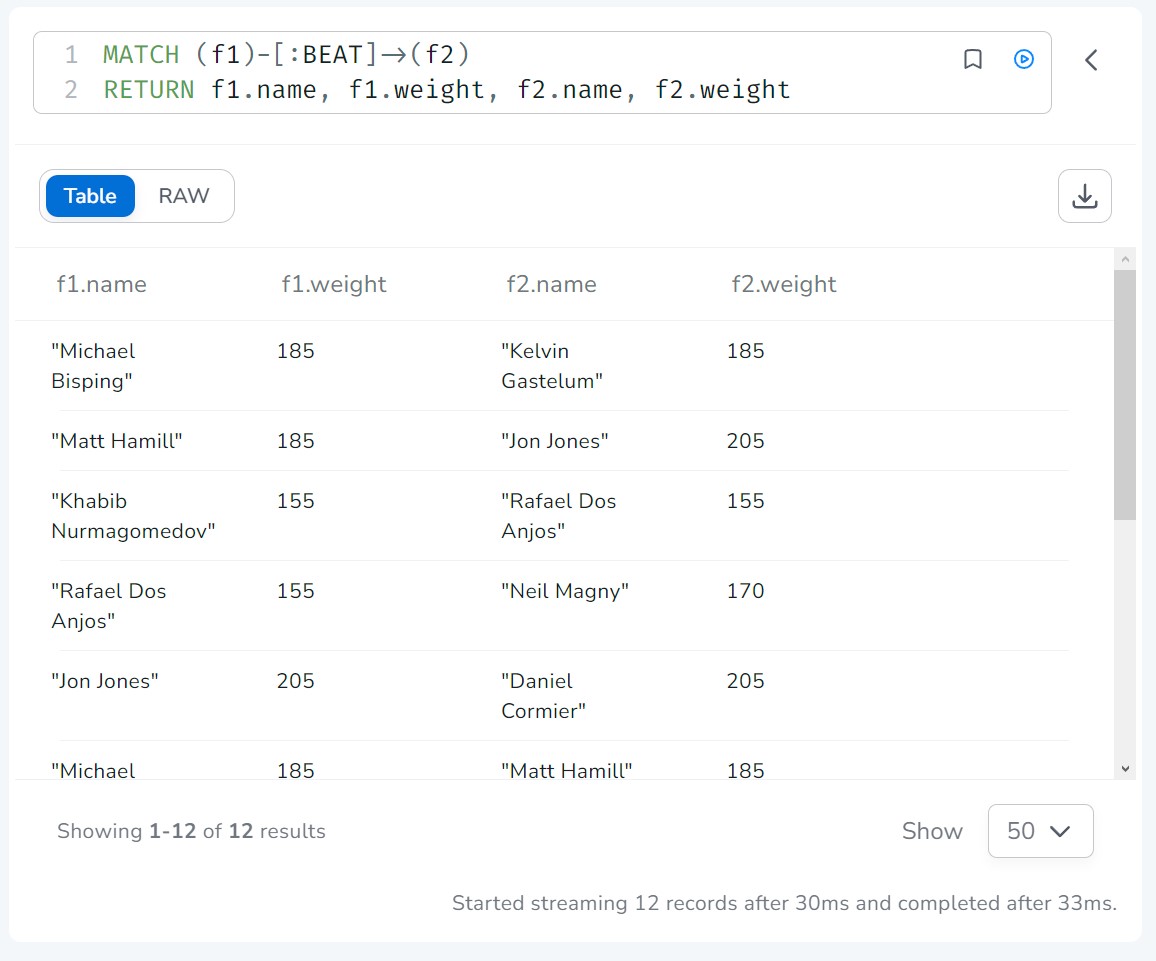 1 MATCH (f1)-[:BEAT]->(f2)
2 RETURN f1.name, f1.weight, f2.name, f2.weight
Table RAW
f1.name f1.weight f2.name f2.weight
"Michael 185 "Kelvin 185
Bisping" Gastelum"
"Matt Hamill" 185 "Jon Jones" 205
"Khabib 155 "Rafael Dos 155
Nurmagomedov" Anjos"
"Rafael Dos 155 "Neil Magny" 170
Anjos"
"Jon Jones" 205 "Daniel 205
Cormier"
"Michael 185 "Matt Hamill" 185
Showing 1-12 of 12 results Show 50
Started streaming 12 records after 30ms and completed after 33ms.